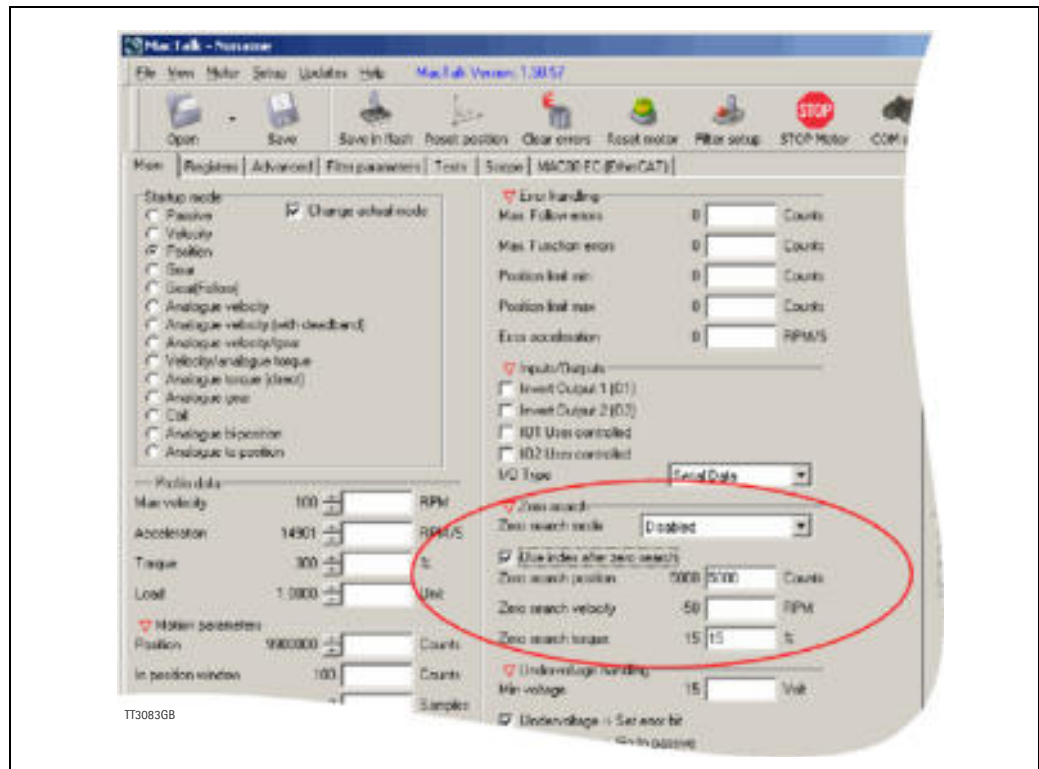 MacTalk - Noname
File View Motor Setup Updates Help MacTalk Version: 1.30.57
Open Save Save in flash Reset position Clear errors Reset motor Filter setup STOP Motor COM
Main Registers Advanced Filter parameters Tests Scope MAC00-EC (EtherCAT)
Startup mode
Change actual mode
Passive
Velocity
Position
Gear
Gear(Follow)
Analogue velocity
Analogue velocity (with deadband)
Analogue velocity/gear
Velocity/analogue torque
Analogue torque (direct)
Analogue gear
Coil
Analogue bi-position
Analogue to position
Profile data
Max velocity 100 RPM
Acceleration 14901 RPM/S
Torque 300 %
Load 1.0000 Unit
Motion parameters
Position 9900000 Counts
In position window 100 Counts
Samples
Error handling
Max. Follow errors 0 Counts
Max. Function errors 0 Counts
Position limit min 0 Counts
Position limit max 0 Counts
Error acceleration 0 RPM/S
Inputs/Outputs
Invert Output 1 (O1)
Invert Output 2 (O2)
IO1 User controlled
IO2 User controlled
I/O Type Serial Data
Zero search
Zero search mode Disabled
Use index after zero search
Zero search position 5000 5000 Counts
Zero search velocity -50 RPM
Zero search torque 15 15 %
Undervoltage handling
Min voltage 15 Volt
Undervoltage -> Set error bit
Go to passive
TT3083GB